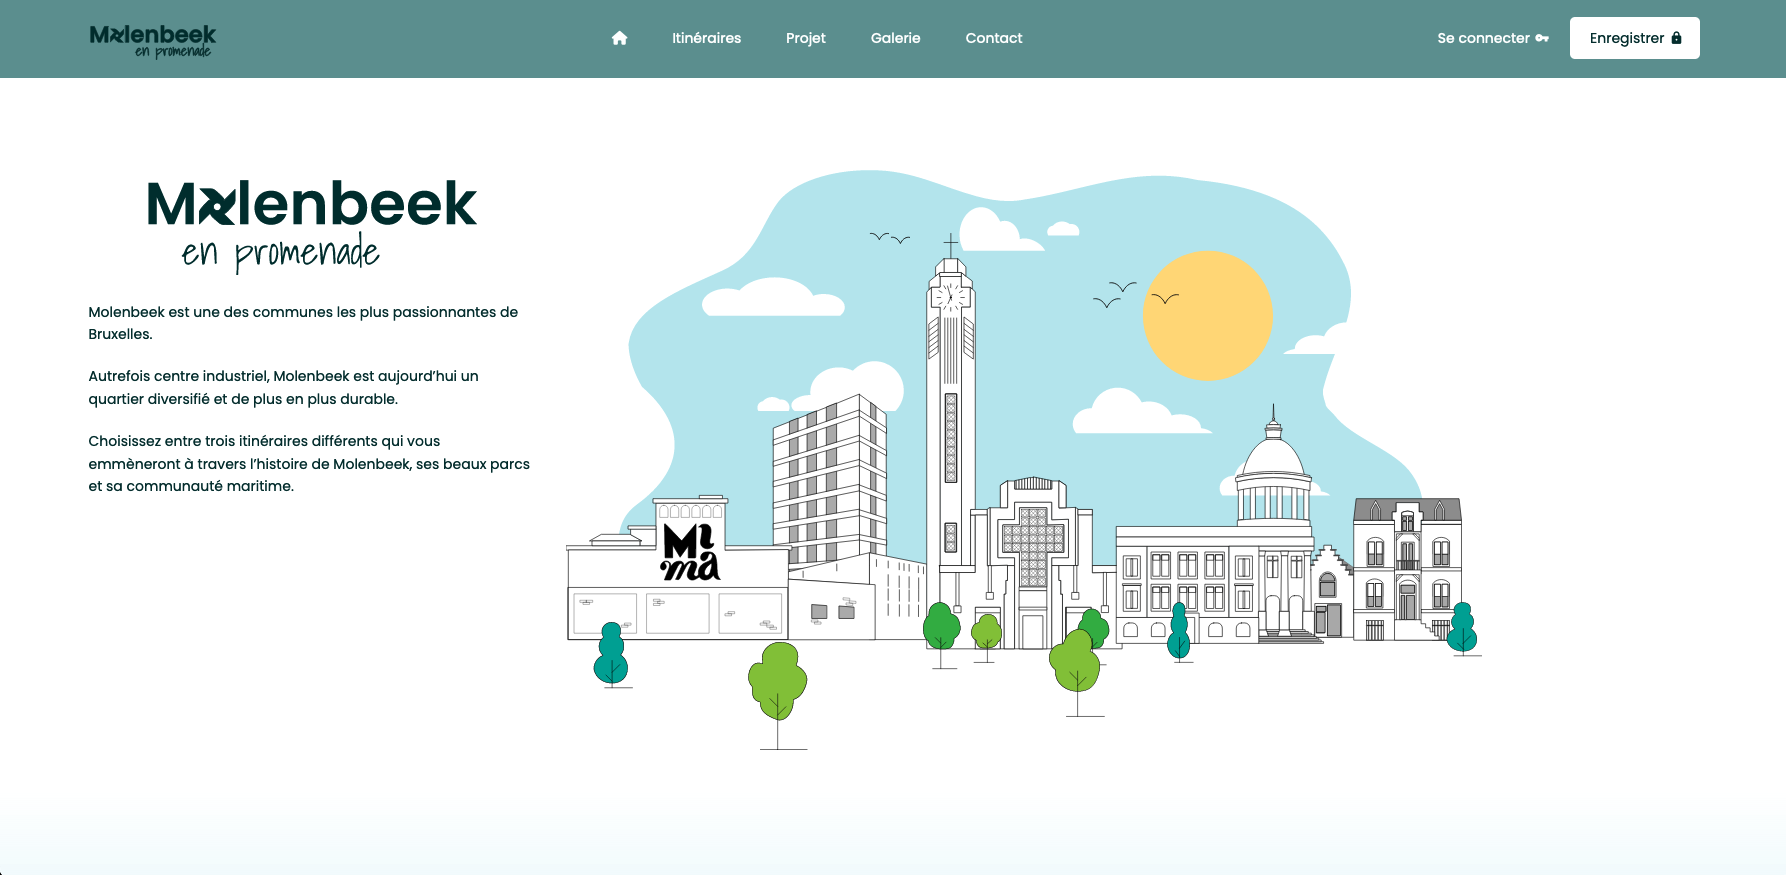 Molenbeek
en promenade
Itinéraires
Projet
Galerie
Contact
Se connecter
Enregistrer
Molenbeek
en promenade
Molenbeek est une des communes les plus passionnantes de
Bruxelles.
Autrefois centre industriel, Molenbeek est aujourd’hui un
quartier diversifié et de plus en plus durable.
Choisissez entre trois itinéraires différents qui vous
emmèneront à travers l’histoire de Molenbeek, ses beaux parcs
et sa communauté maritime.
Mi
ma